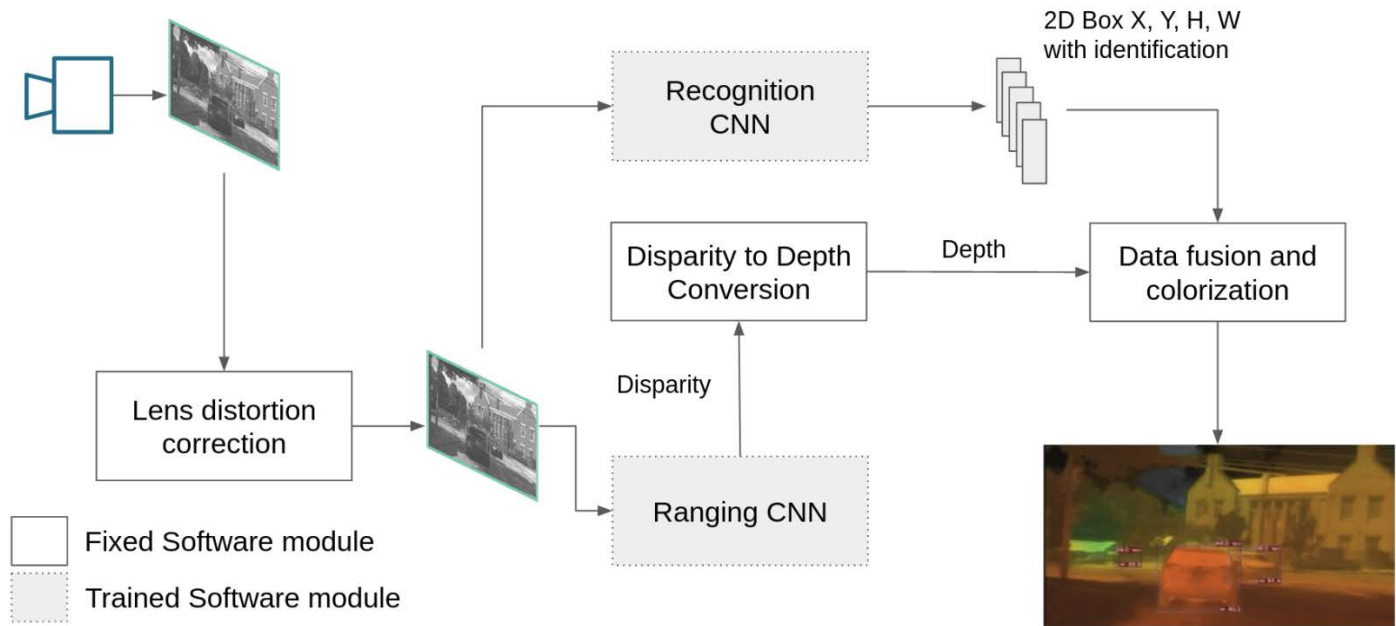 2D Box X, Y, H, W
with identification
Recognition
CNN
Disparity to Depth
Conversion
Depth
Data fusion and
colorization
Disparity
Lens distortion
correction
Ranging CNN
Fixed Software module
Trained Software module